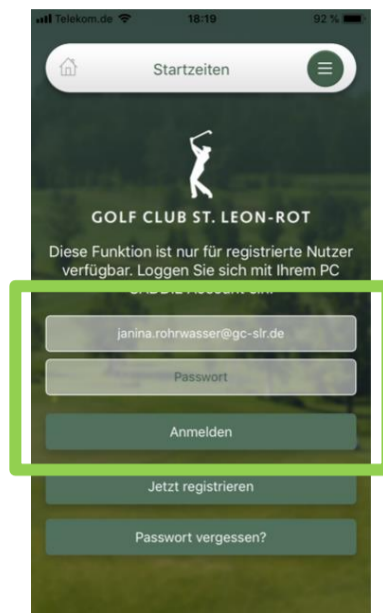 Telekom.de 18:19 92 %
Startzeiten
GOLF CLUB ST. LEON-ROT
Diese Funktion ist nur für registrierte Nutzer
verfügbar. Loggen Sie sich mit Ihrem PC
janina.rohrwasser@gc-slr.de
Passwort
Anmelden
Jetzt registrieren
Passwort vergessen?